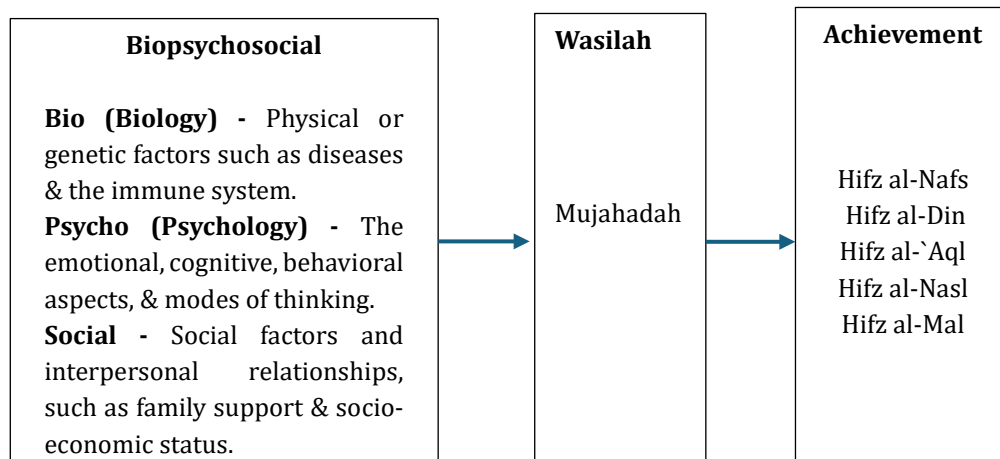 Biopsychosocial
Bio (Biology) - Physical or
genetic factors such as diseases
& the immune system.
Psycho (Psychology) - The
emotional, cognitive, behavioral
aspects, & modes of thinking.
Social - Social factors and
interpersonal relationships,
such as family support & socio-
economic status.
Wasilah
Mujahadah
Achievement
Hifz al-Nafs
Hifz al-Din
Hifz al-`Aql
Hifz al-Nasl
Hifz al-Mal